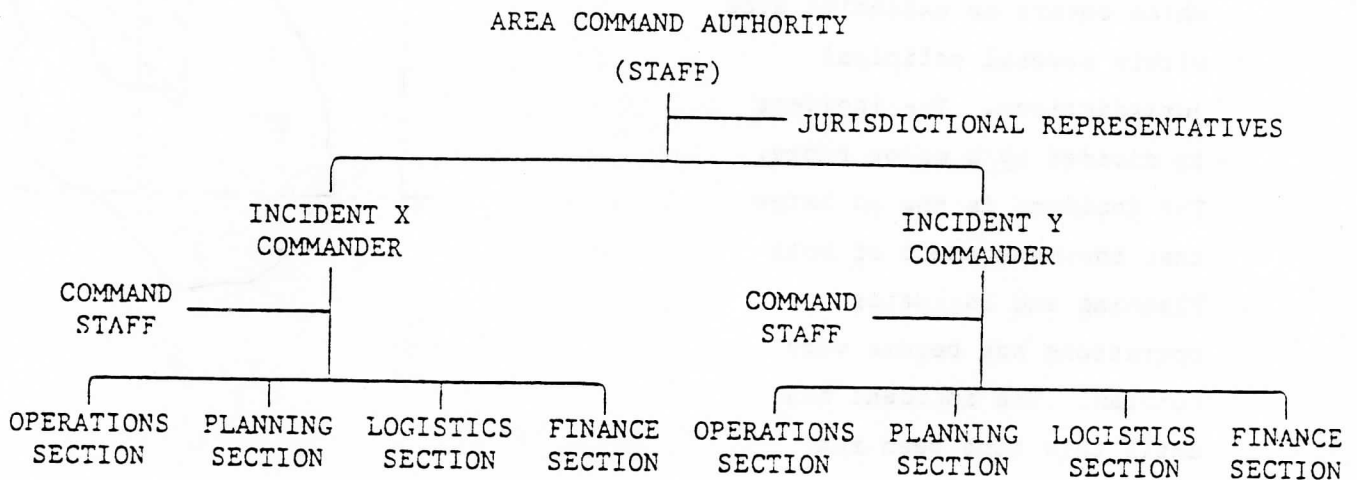 AREA COMMAND AUTHORITY
(STAFF)
JURISDICTIONAL REPRESENTATIVES
INCIDENT X
COMMANDER
INCIDENT Y
COMMANDER
COMMAND
STAFF
COMMAND
STAFF
OPERATIONS
SECTION
PLANNING
SECTION
LOGISTICS
SECTION
FINANCE
SECTION
OPERATIONS
SECTION
PLANNING
SECTION
LOGISTICS
SECTION
FINANCE
SECTION